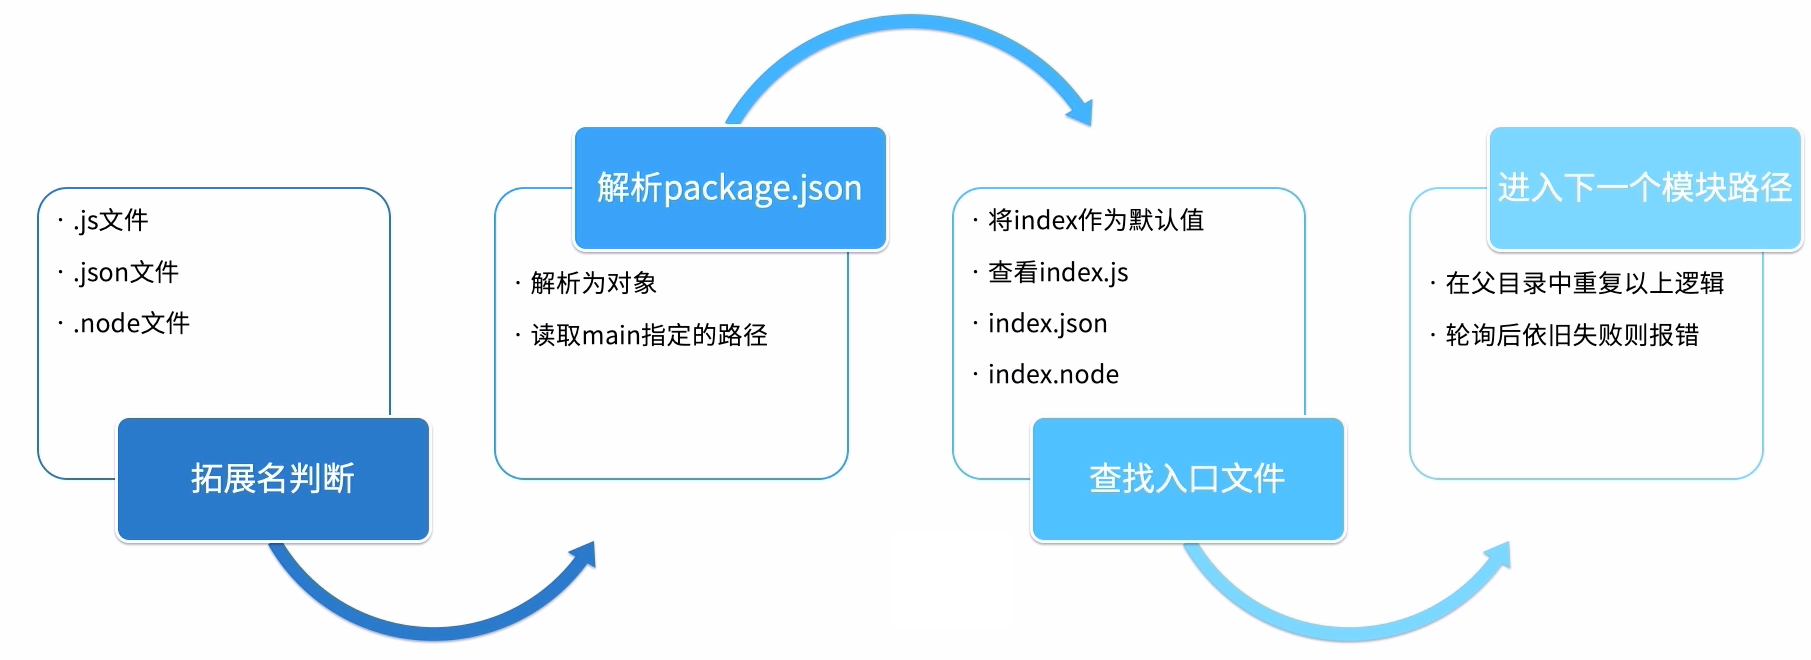 · .js文件
· .json文件
· .node文件
拓展名判断
解析package.json
· 解析为对象
· 读取main指定的路径
· 将index作为默认值
· 查看index.js
· index.json
· index.node
查找入口文件
进入下一个模块路径
· 在父目录中重复以上逻辑
· 轮询后依旧失败则报错